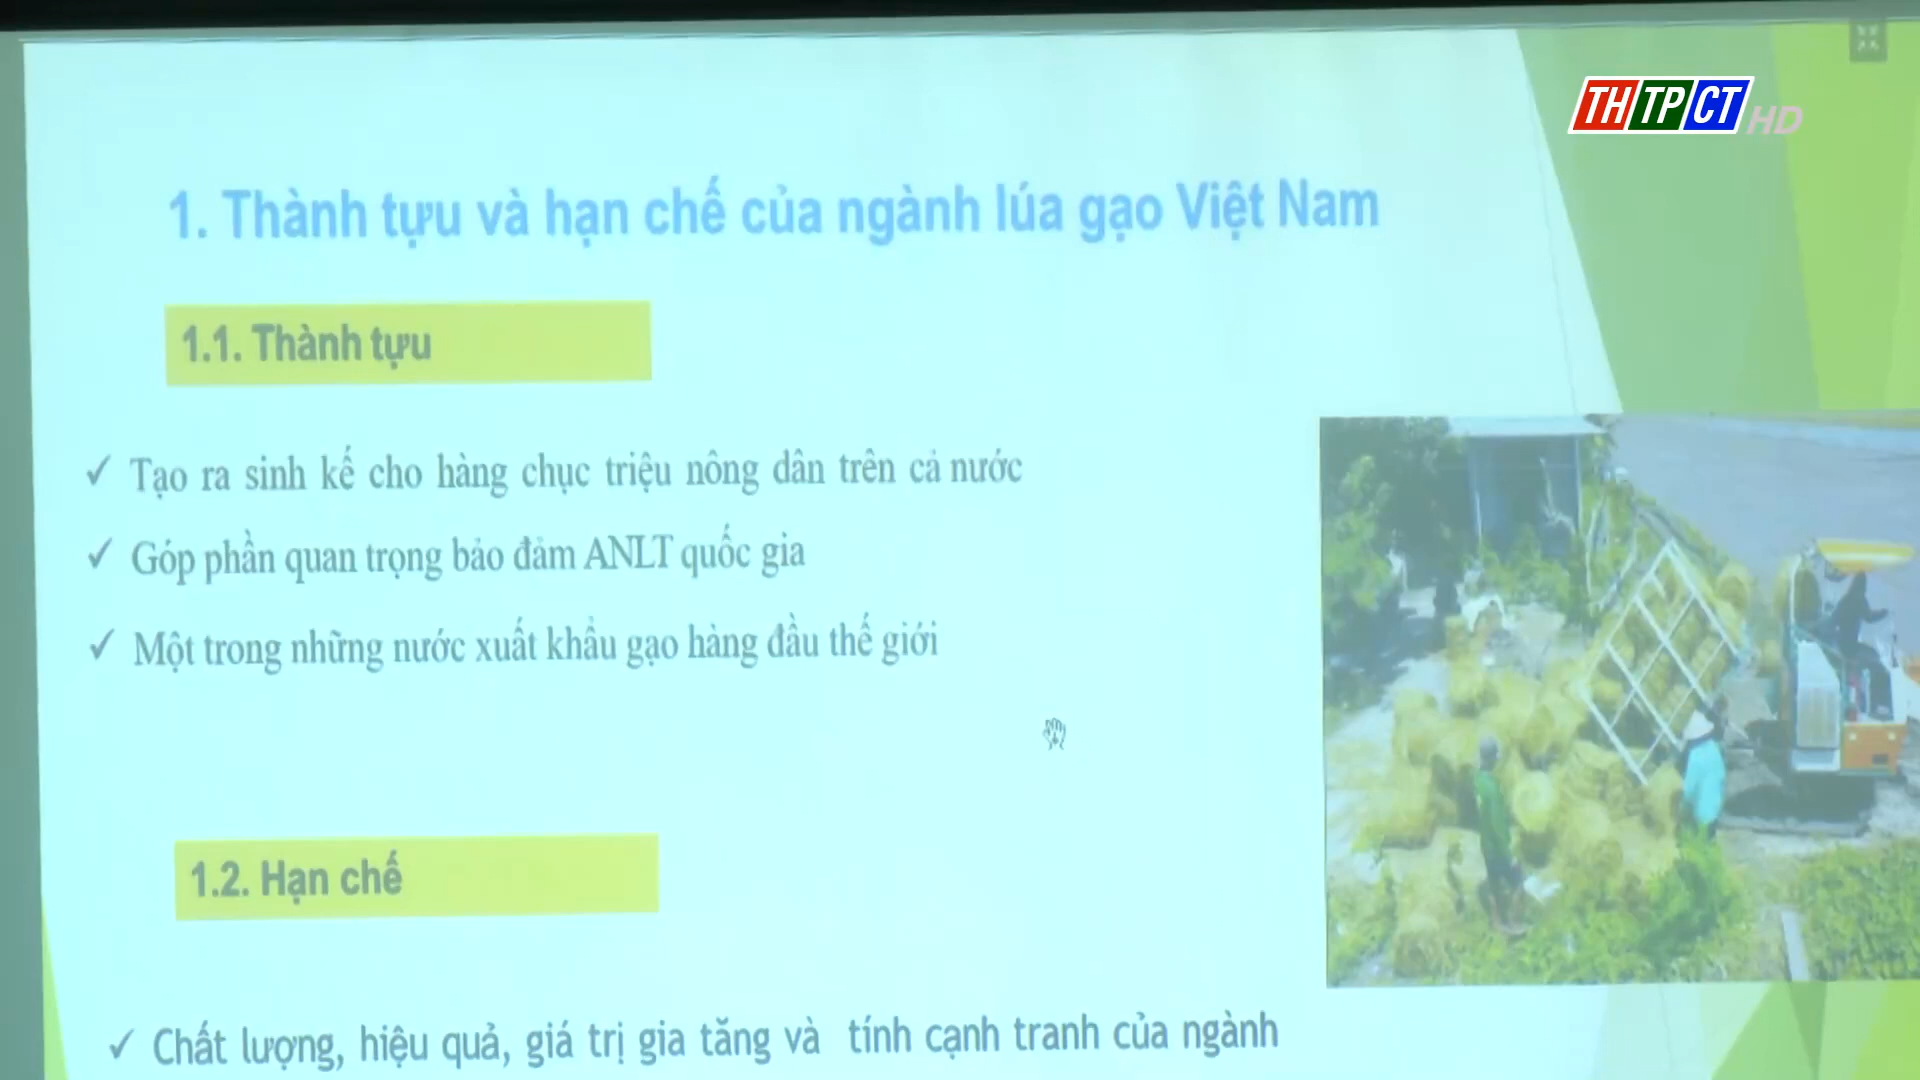 THTPCT HD
1. Thành tựu và hạn chế của ngành lúa gạo Việt Nam
1.1. Thành tựu
✓ Tạo ra sinh kế cho hàng chục triệu nông dân trên cả nước
✓ Góp phần quan trọng bảo đảm ANLT quốc gia
✓ Một trong những nước xuất khẩu gạo hàng đầu thế giới
1.2. Hạn chế
✓ Chất lượng, hiệu quả, giá trị gia tăng và tính cạnh tranh của ngành